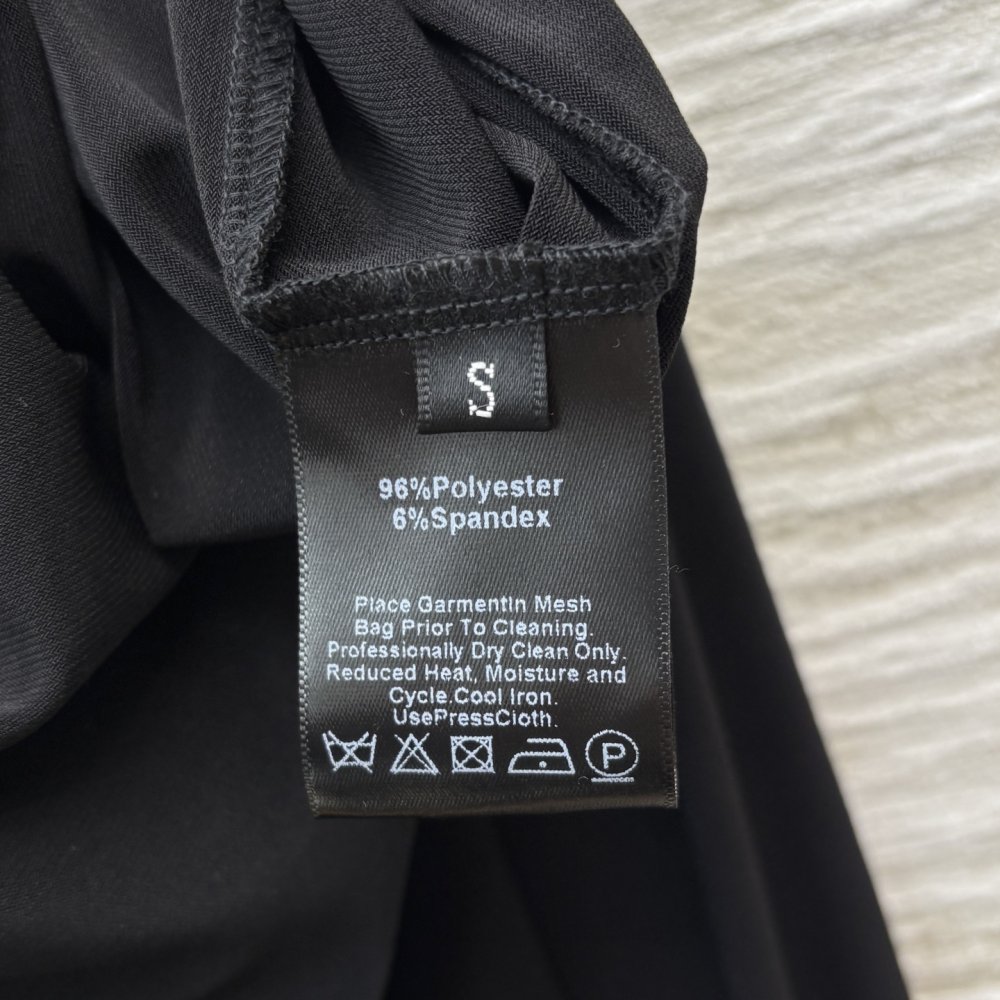 S
96%Polyester
6%Spandex
Place GarmentIn Mesh
Bag Prior To Cleaning.
Professionally Dry Clean Only.
Reduced Heat, Moisture and
Cycle.Cool Iron.
UsePressCloth.
P